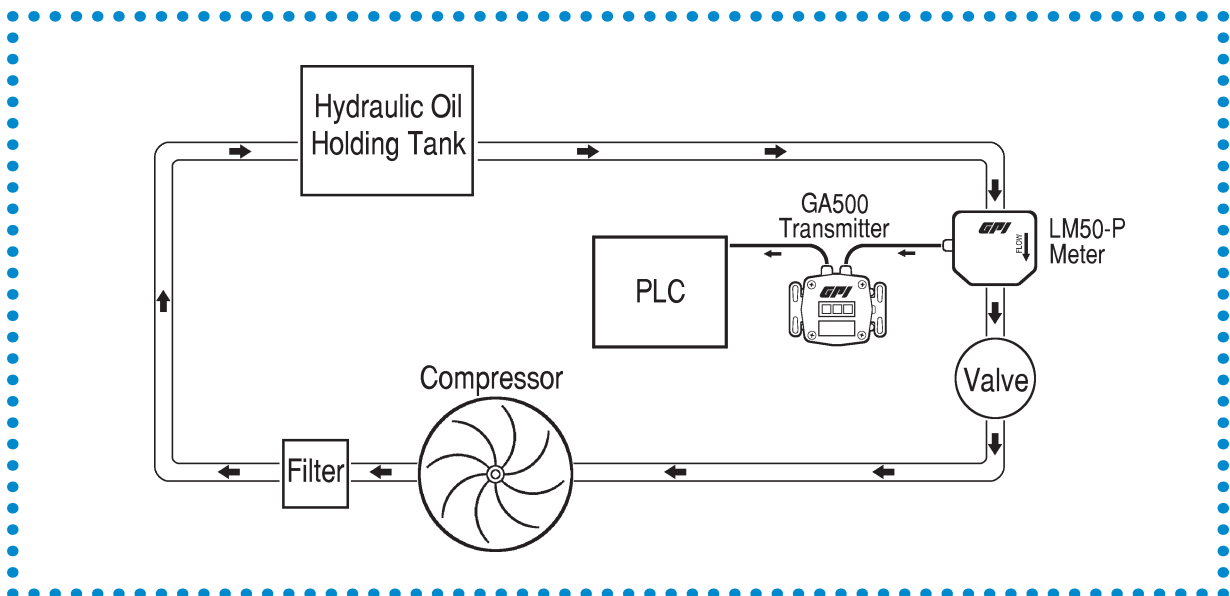 Hydraulic Oil
Holding Tank
GA500
Transmitter
GPI
FLOW
LM50-P
Meter
PLC
GPI
Valve
Compressor
Filter